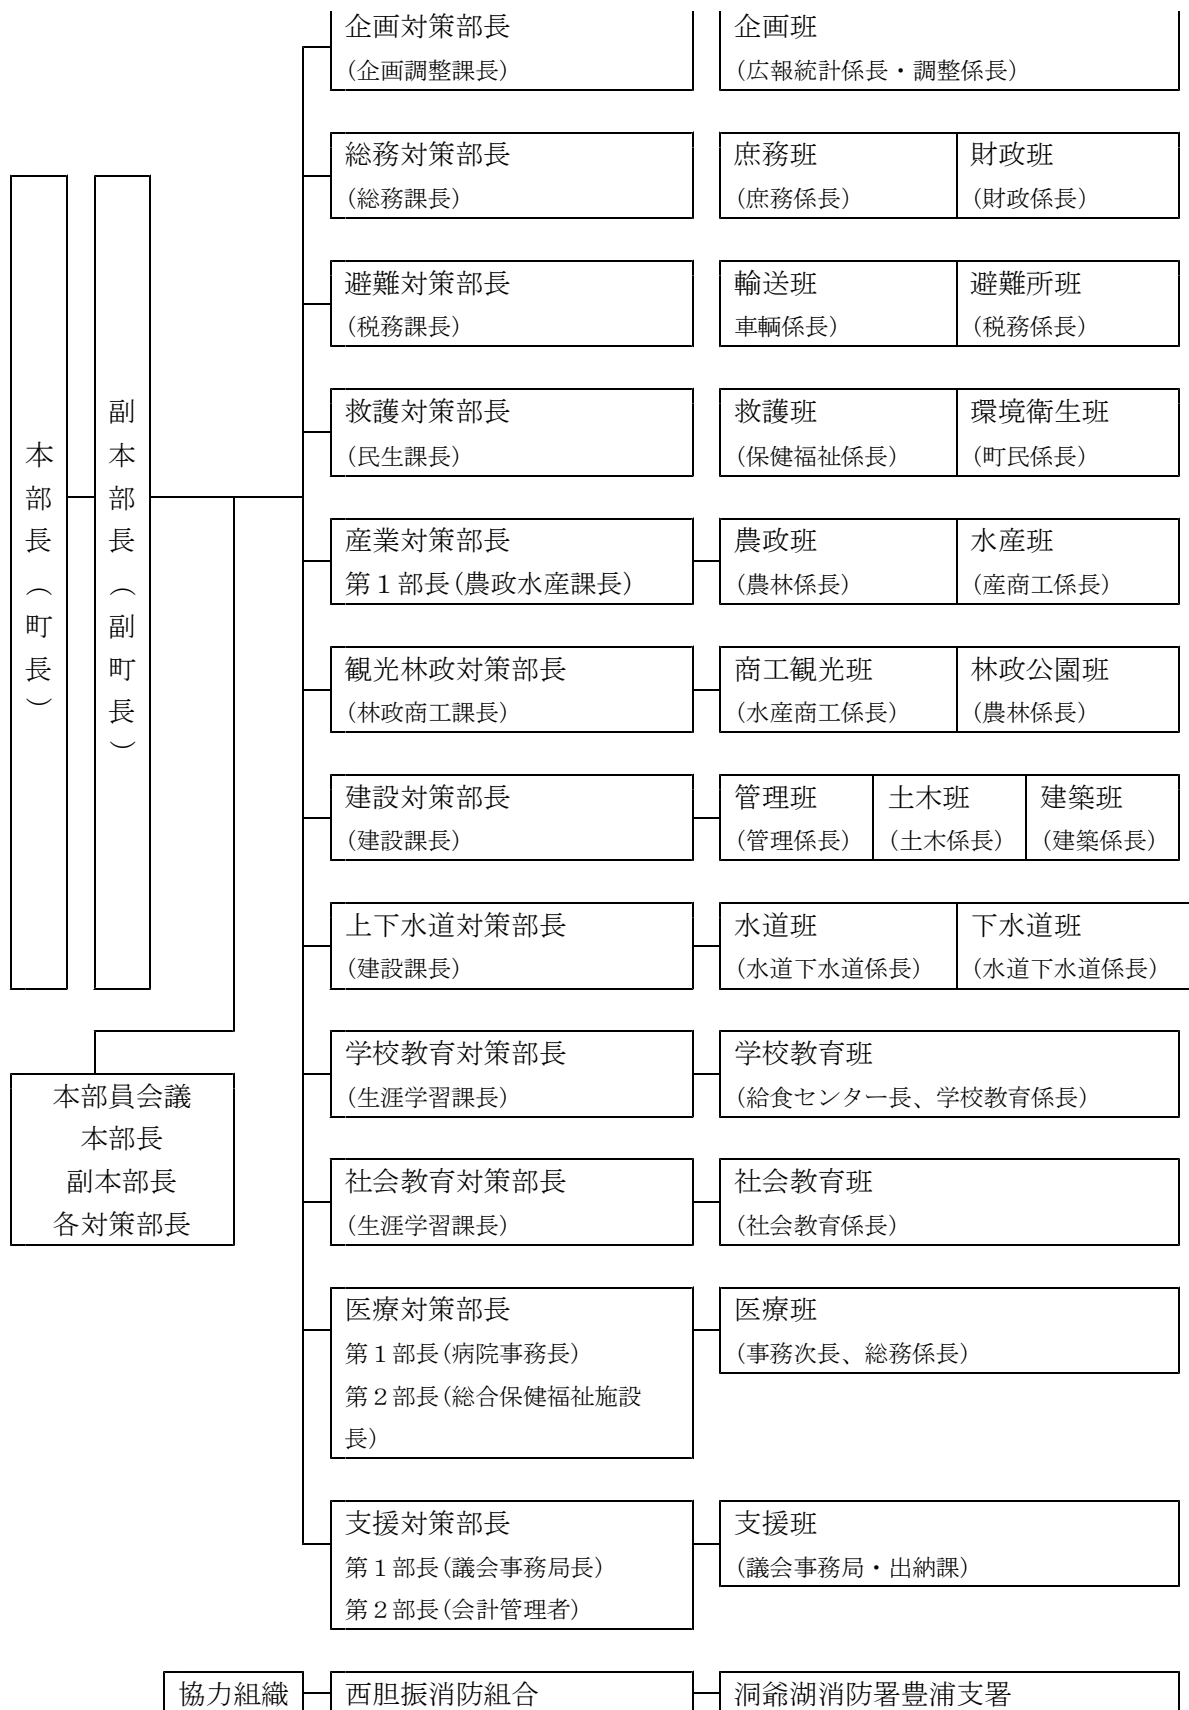 企画対策部長
(企画調整課長)
企画班
(広報統計係長・調整係長)
総務対策部長
(総務課長)
庶務班
(庶務係長)
財政班
(財政係長)
避難対策部長
(税務課長)
輸送班
車輌係長)
避難所班
(税務係長)
本部長(町長)
副本部長(副町長)
救護対策部長
(民生課長)
救護班
(保健福祉係長)
環境衛生班
(町民係長)
産業対策部長
第1部長(農政水産課長)
農政班
(農林係長)
水産班
(産商工係長)
観光林政対策部長
(林政商工課長)
商工観光班
(水産商工係長)
林政公園班
(農林係長)
建設対策部長
(建設課長)
管理班
(管理係長)
土木班
(土木係長)
建築班
(建築係長)
上下水道対策部長
(建設課長)
水道班
(水道下水道係長)
下水道班
(水道下水道係長)
本部員会議
本部長
副本部長
各対策部長
学校教育対策部長
(生涯学習課長)
学校教育班
(給食センター長、学校教育係長)
社会教育対策部長
(生涯学習課長)
社会教育班
(社会教育係長)
医療対策部長
第1部長(病院事務長)
第2部長(総合保健福祉施設
長)
医療班
(事務次長、総務係長)
支援対策部長
第1部長(議会事務局長)
第2部長(会計管理者)
支援班
(議会事務局・出納課)
協力組織
西胆振消防組合
洞爺湖消防署豊浦支署